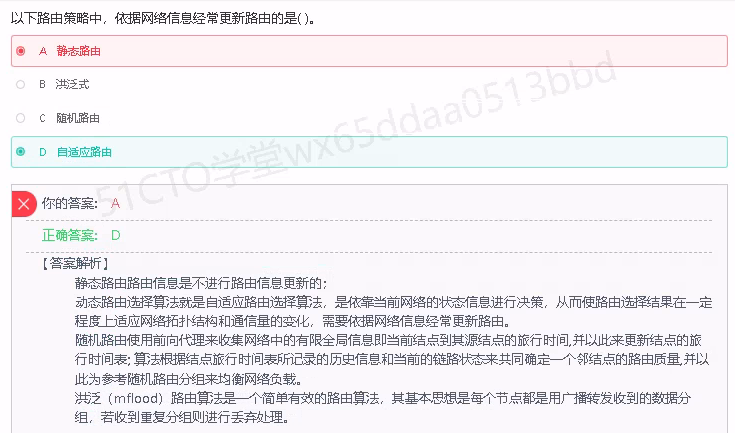 以下路由策略中，依据网络信息经常更新路由的是( )。
A 静态路由
B 洪泛式
C 随机路由
D 自适应路由
51CTO学堂wx65ddaa0513bbd
你的答案: A
正确答案: D
【答案解析】
静态路由路由信息是不进行路由信息更新的；
动态路由选择算法就是自适应路由选择算法，是依靠当前网络的状态信息进行决策，从而使路由选择结果在一定
程度上适应网络拓扑结构和通信量的变化，需要依据网络信息经常更新路由。
随机路由使用前向代理来收集网络中的有限全局信息即当前结点到其源结点的旅行时间,并以此来更新结点的旅
行时间表; 算法根据结点旅行时间表所记录的历史信息和当前的链路状态来共同确定一个邻结点的路由质量,并以
此为参考随机路由分组来均衡网络负载。
洪泛（mflood）路由算法是一个简单有效的路由算法，其基本思想是每个节点都是用广播转发收到的数据分
组，若收到重复分组则进行丢弃处理。